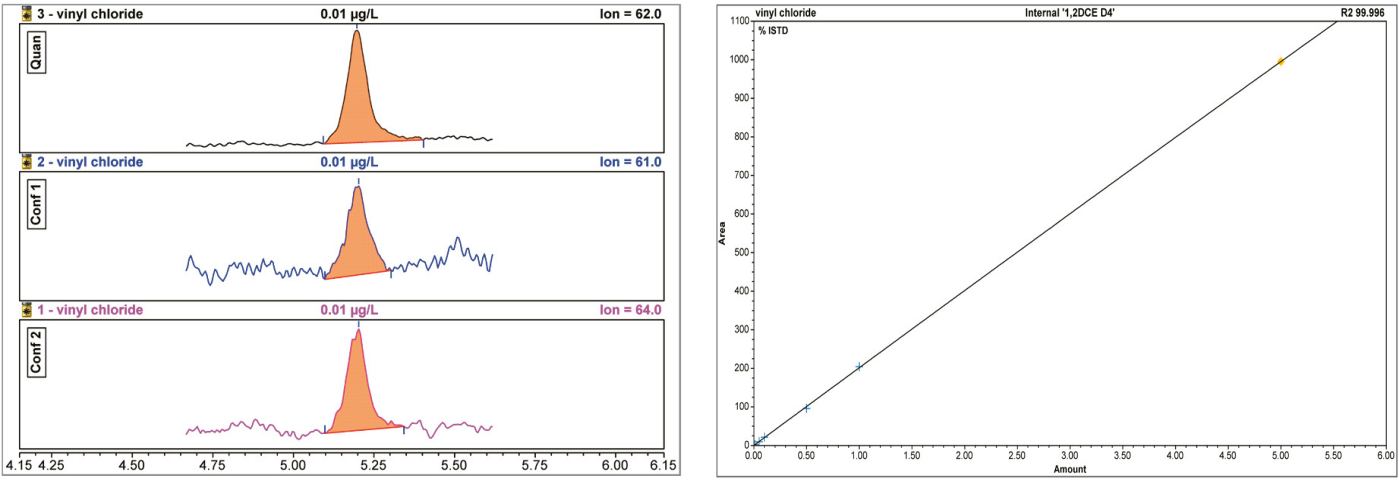 3 - vinyl chloride 0.01 µg/L Ion = 62.0
Quan
2 - vinyl chloride 0.01 µg/L Ion = 61.0
Conf 1
1 - vinyl chloride 0.01 µg/L Ion = 64.0
Conf 2
4.15 4.25 4.50 4.75 5.00 5.25 5.50 5.75 6.00 6.15
vinyl chloride Internal '1,2DCE D4' R2 99.996
1100
% ISTD
1000
900
800
700
600
Area
500
400
300
200
100
0
0.00 0.50 1.00 1.50 2.00 2.50 3.00 3.50 4.00 4.50 5.00 5.50 6.00
Amount